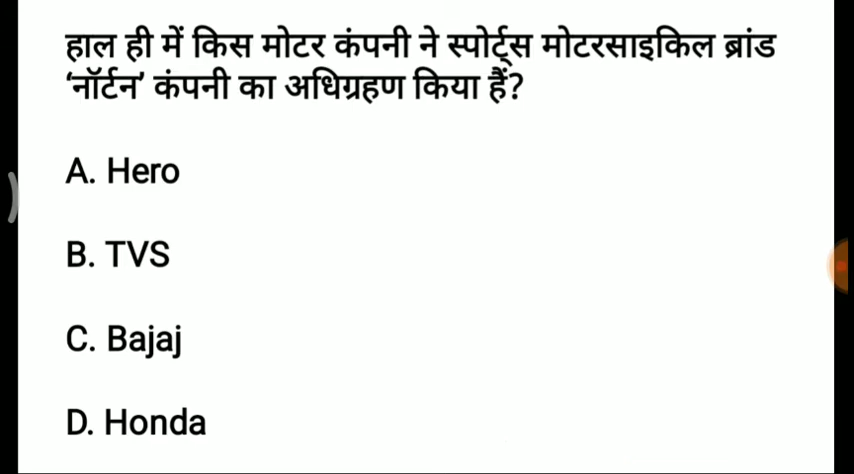 हाल ही में किस मोटर कंपनी ने स्पोर्ट्स मोटरसाइकिल ब्रांड
‘नॉर्टन’ कंपनी का अधिग्रहण किया हैं?
A. Hero
B. TVS
C. Bajaj
D. Honda